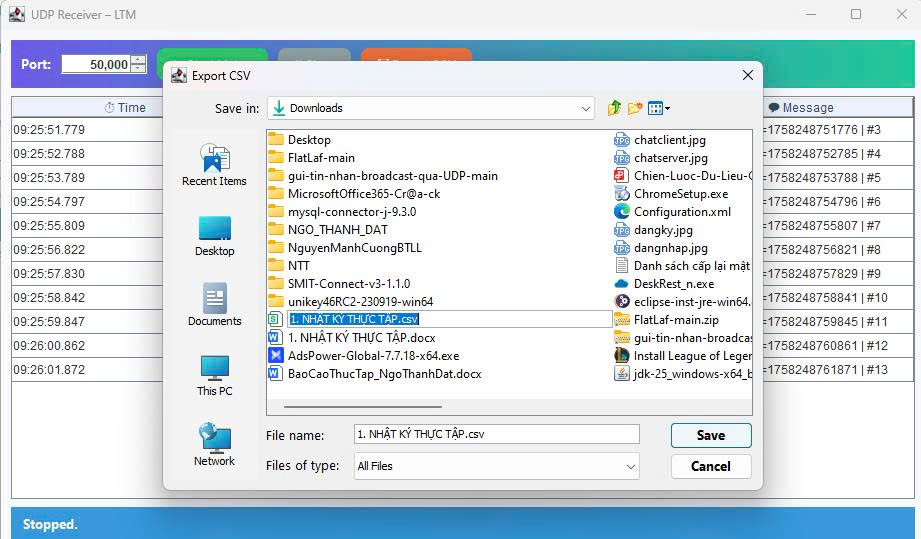 UDP Receiver – LTM
Port:
50,000
Export CSV
Time
Message
09:25:51.779
=1758248751776 | #3
09:25:52.788
=1758248752785 | #4
09:25:53.789
=1758248753788 | #5
09:25:54.797
=1758248754796 | #6
09:25:55.809
=1758248755807 | #7
09:25:56.822
=1758248756821 | #8
09:25:57.830
=1758248757829 | #9
09:25:58.842
=1758248758841 | #10
09:25:59.847
=1758248759845 | #11
09:26:00.862
=1758248760861 | #12
09:26:01.872
=1758248761871 | #13
Save in:
Downloads
Recent Items
Desktop
Documents
This PC
Network
Desktop
FlatLaf-main
gui-tin-nhan-broadcast-qua-UDP-main
MicrosoftOffice365-Cr@a-ck
mysql-connector-j-9.3.0
NGO_THANH_DAT
NguyenManhCuongBTLL
NTT
SMIT-Connect-v3-1.1.0
unikey46RC2-230919-win64
1. NHẬT KÝ THỰC TẬP.csv
1. NHẬT KÝ THỰC TẬP.docx
AdsPower-Global-7.7.18-x64.exe
BaoCaoThucTap_NgoThanhDat.docx
chatclient.jpg
chatserver.jpg
Chien-Luoc-Du-Lieu-
ChromeSetup.exe
Configuration.xml
dangky.jpg
dangnhap.jpg
Danh sách cấp lại mật
DeskRest_n.exe
eclipse-inst-jre-win64.
FlatLaf-main.zip
gui-tin-nhan-broadcas
Install League of Leger
jdk-25_windows-x64_b
File name:
1. NHẬT KÝ THỰC TẬP.csv
Save
Files of type:
All Files
Cancel
Stopped.